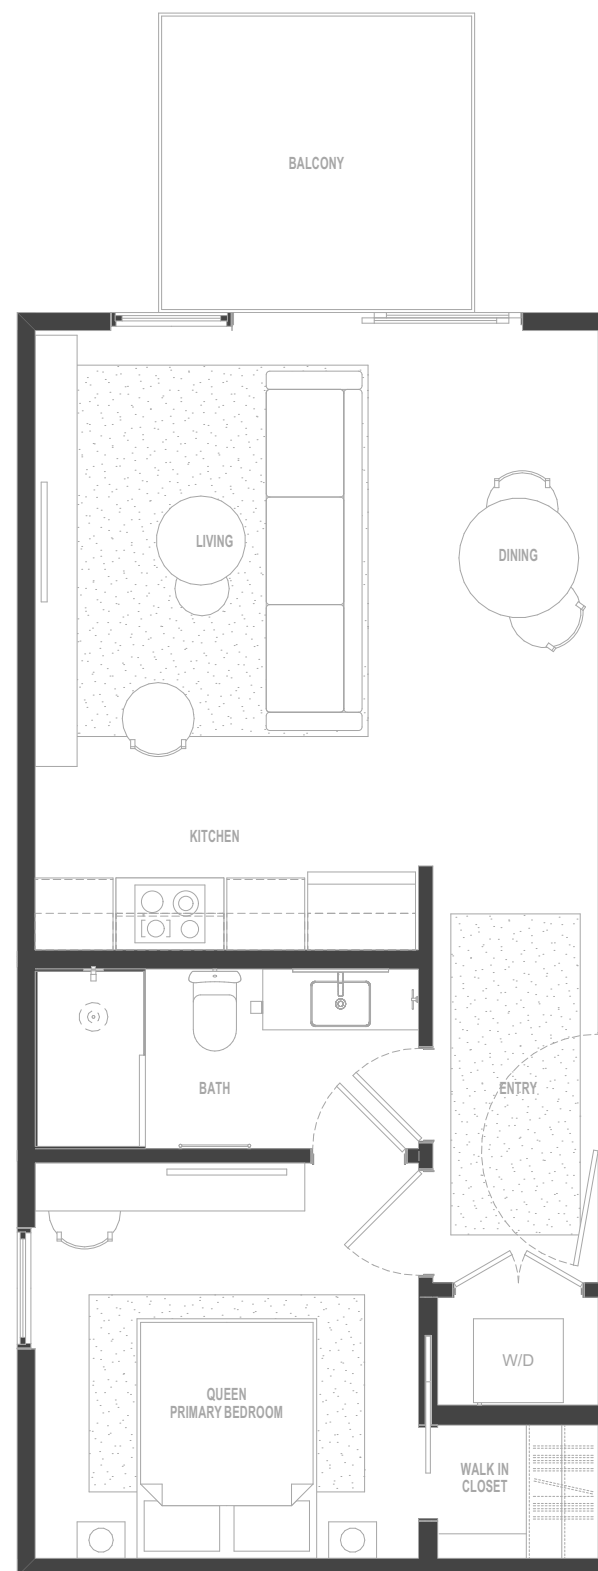 BALCONY
LIVING
DINING
KITCHEN
BATH
ENTRY
W/D
QUEEN
PRIMARY BEDROOM
WALK IN
CLOSET